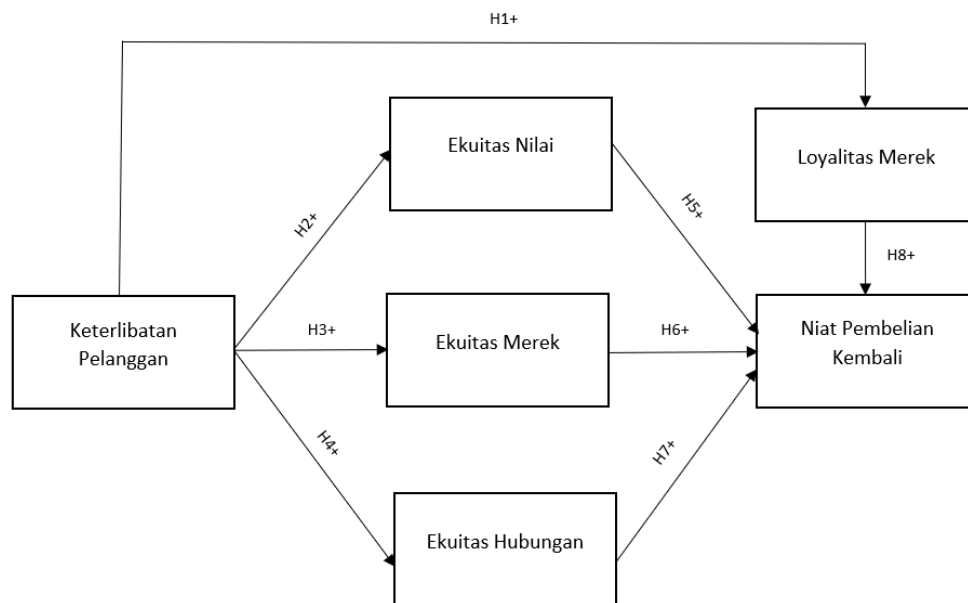 H1+
Ekuitas Nilai
Loyalitas Merek
H2+
H5+
H8+
Keterlibatan
Pelanggan
H3+
Ekuitas Merek
H6+
Niat Pembelian
Kembali
H4+
H7+
Ekuitas Hubungan